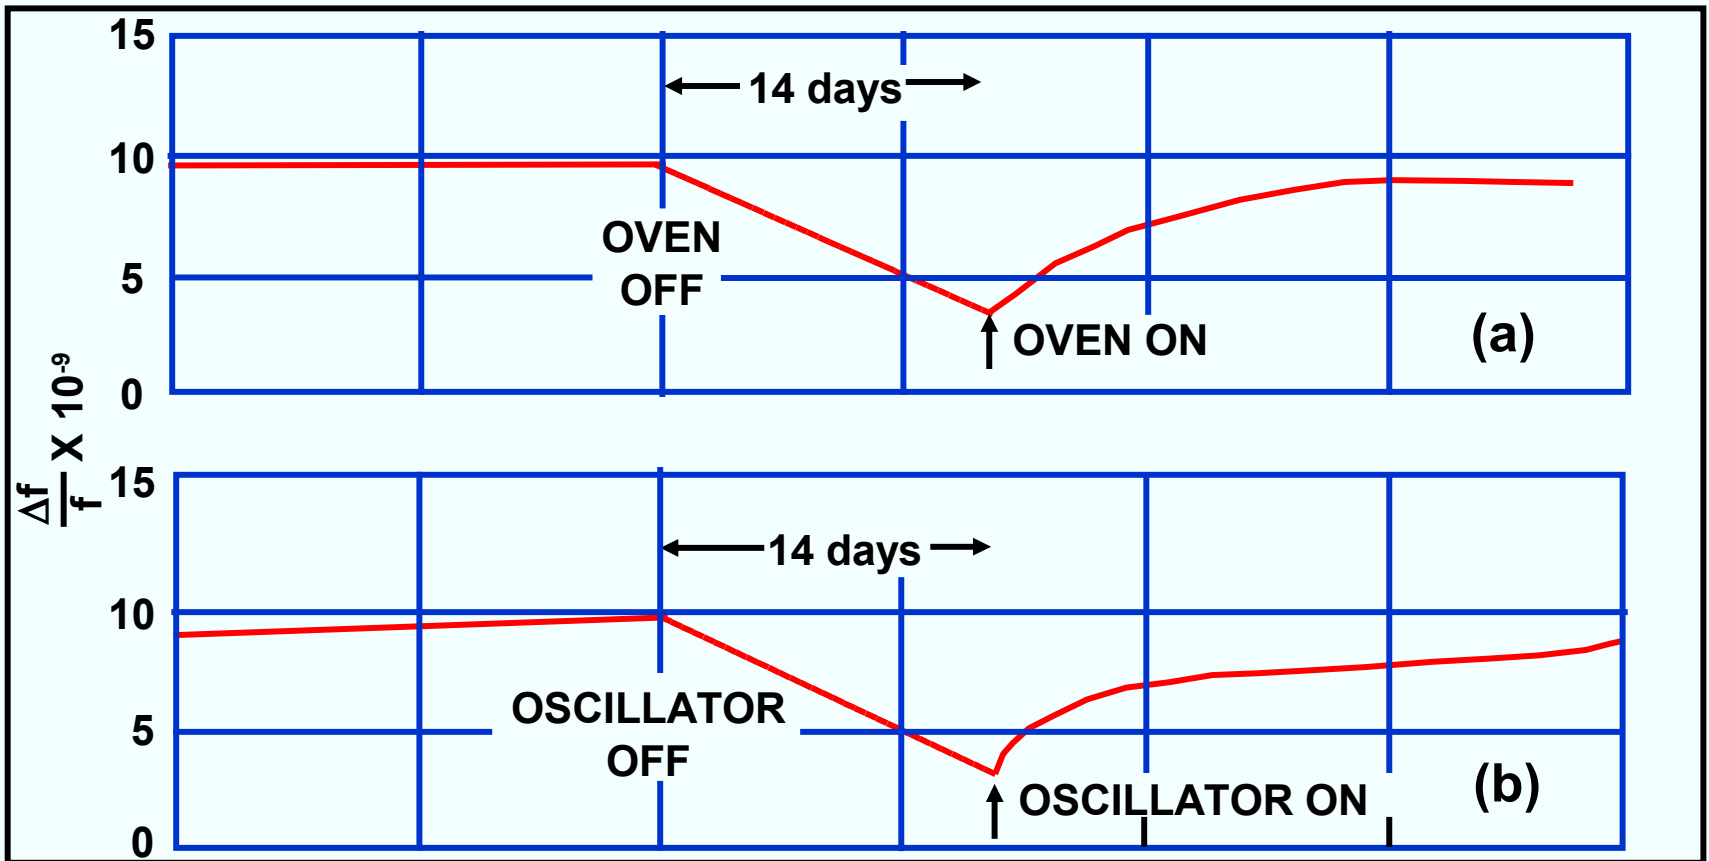 15
14 days
10
OVEN
OFF
5
OVEN ON
(a)
0
Δf
f
X 10-9
15
14 days
10
OSCILLATOR
OFF
5
OSCILLATOR ON
(b)
0